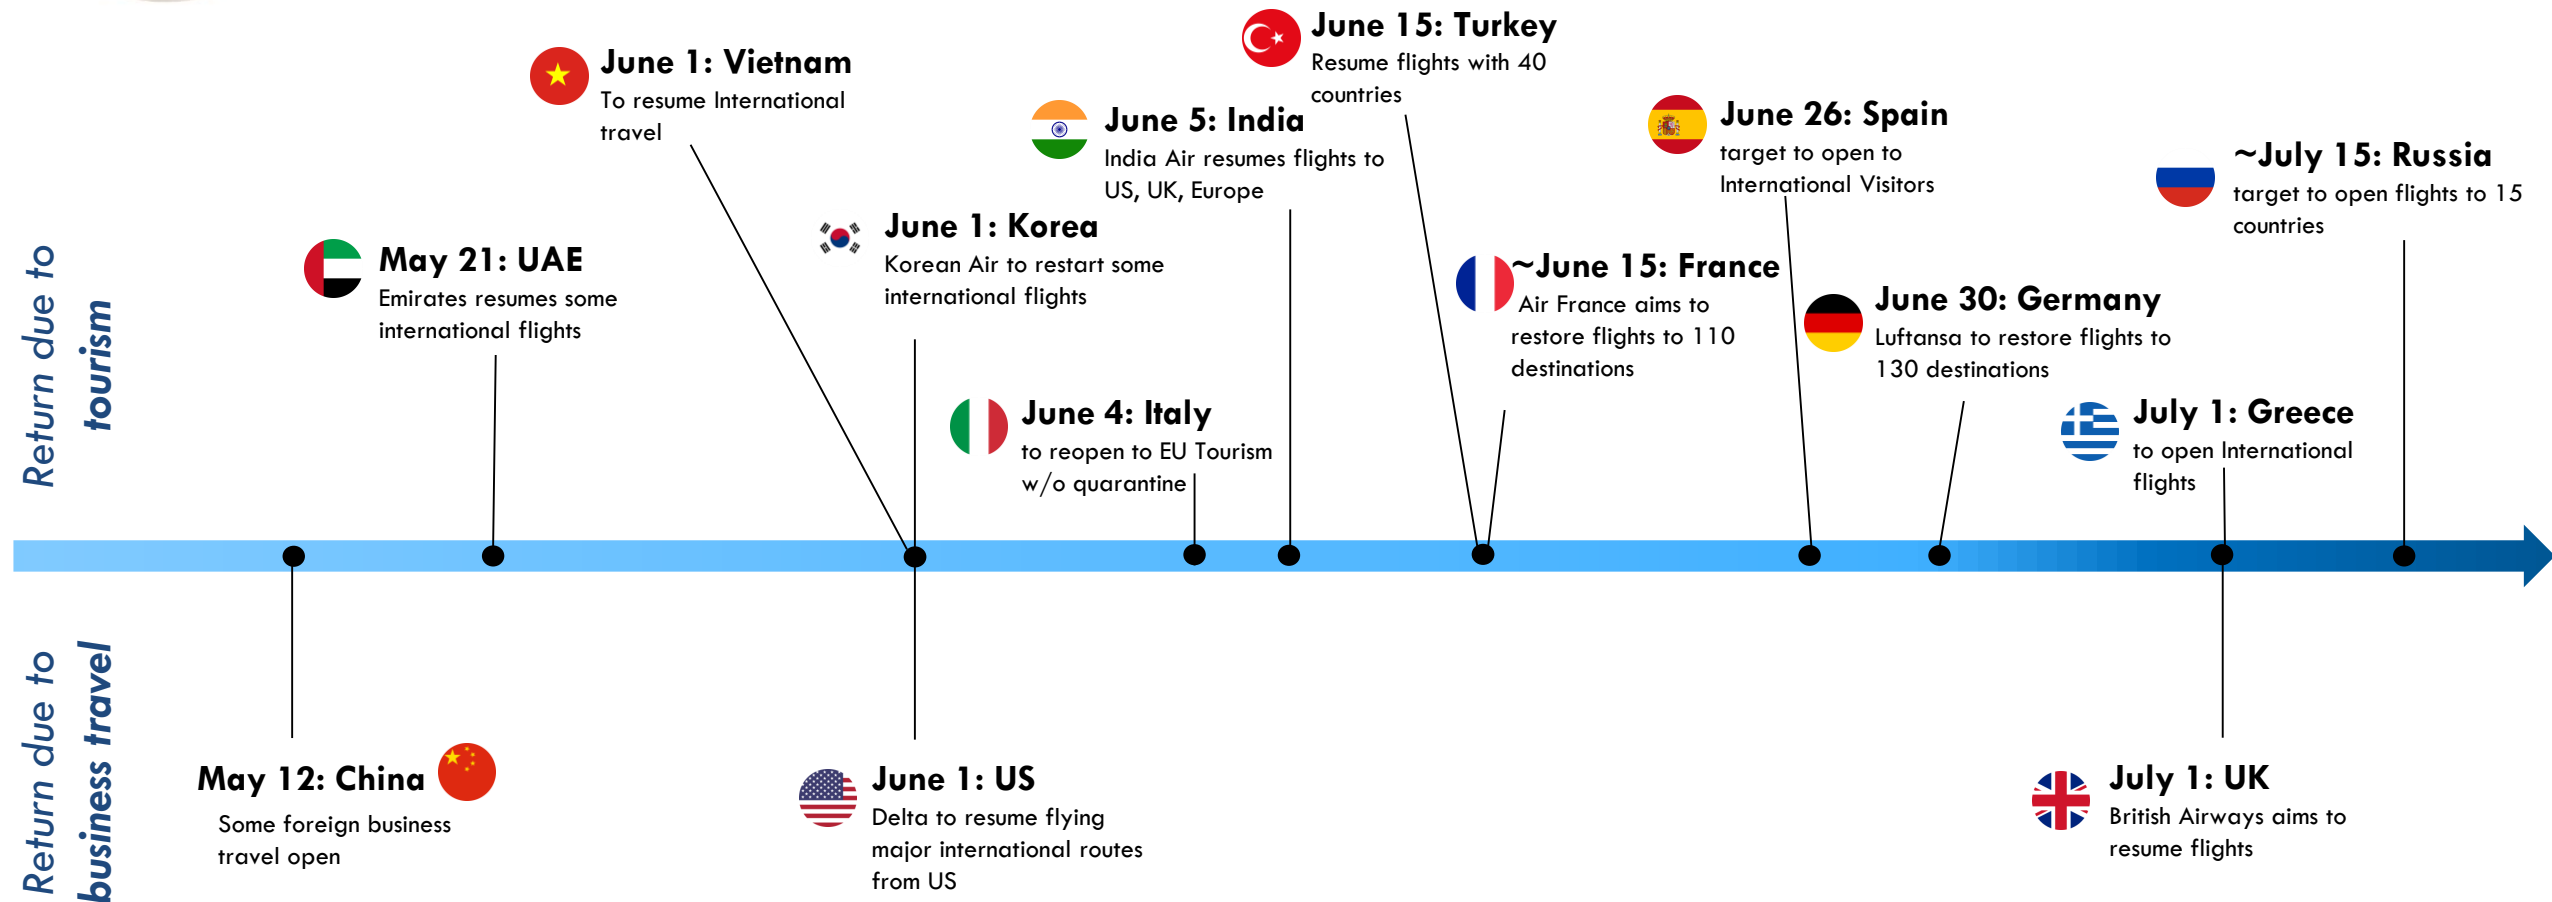 Return due to
tourism
June 1: Vietnam
To resume International
travel
June 15: Turkey
Resume flights with 40
countries
June 5: India
India Air resumes flights to
US, UK, Europe
June 26: Spain
target to open to
International Visitors
~July 15: Russia
target to open flights to 15
countries
May 21: UAE
Emirates resumes some
international flights
June 1: Korea
Korean Air to restart some
international flights
~June 15: France
Air France aims to
restore flights to 110
destinations
June 30: Germany
Luftansa to restore flights to
130 destinations
June 4: Italy
to reopen to EU Tourism
w/o quarantine
July 1: Greece
to open International
flights
Return due to
business travel
May 12: China
Some foreign business
travel open
June 1: US
Delta to resume flying
major international routes
from US
July 1: UK
British Airways aims to
resume flights